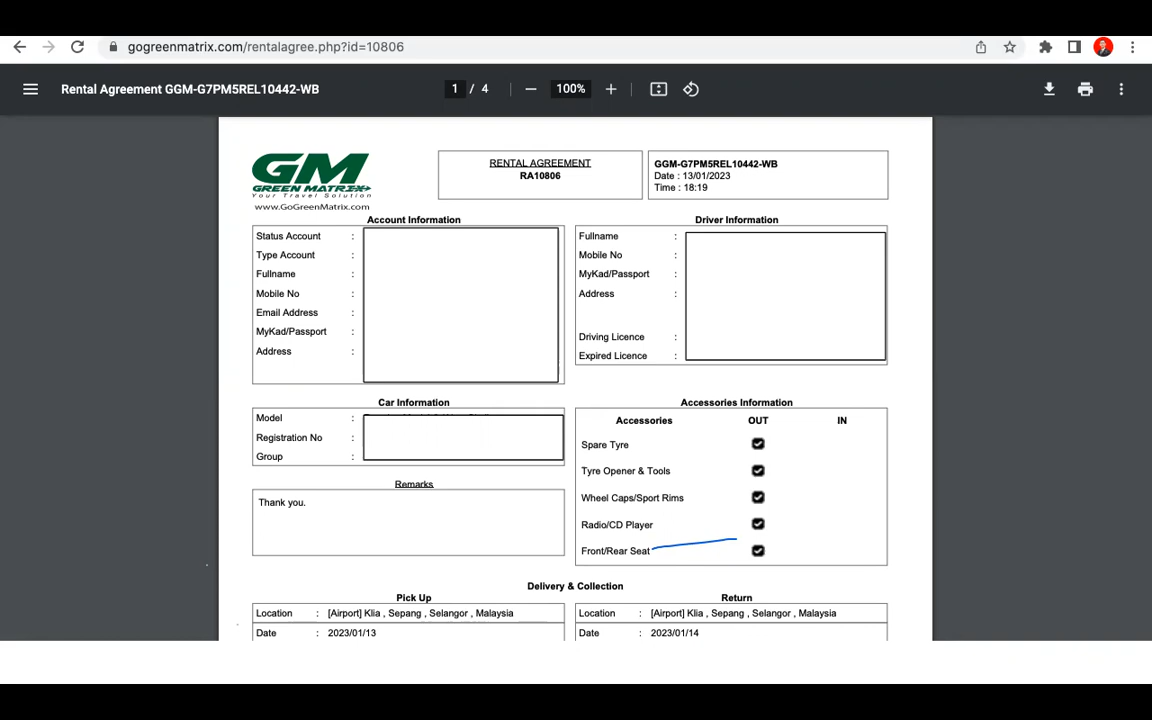 gogreenmatrix.com/rentalagree.php?id=10806
Rental Agreement GGM-G7PM5REL10442-WB
1 / 4
100%
GM
GREEN MATRIX
Your Travel Solution
www.GoGreenMatrix.com
RENTAL AGREEMENT
RA10806
GGM-G7PM5REL10442-WB
Date : 13/01/2023
Time : 18:19
Account Information
Status Account :
Type Account :
Fullname :
Mobile No :
Email Address :
MyKad/Passport :
Address :
Driver Information
Fullname :
Mobile No :
MyKad/Passport :
Address :
Driving Licence :
Expired Licence :
Car Information
Model :
Registration No :
Group :
Remarks
Thank you.
Accessories Information
Accessories OUT IN
Spare Tyre
Tyre Opener & Tools
Wheel Caps/Sport Rims
Radio/CD Player
Front/Rear Seat
Delivery & Collection
Pick Up
Location : [Airport] Klia , Sepang , Selangor , Malaysia
Date : 2023/01/13
Return
Location : [Airport] Klia , Sepang , Selangor , Malaysia
Date : 2023/01/14